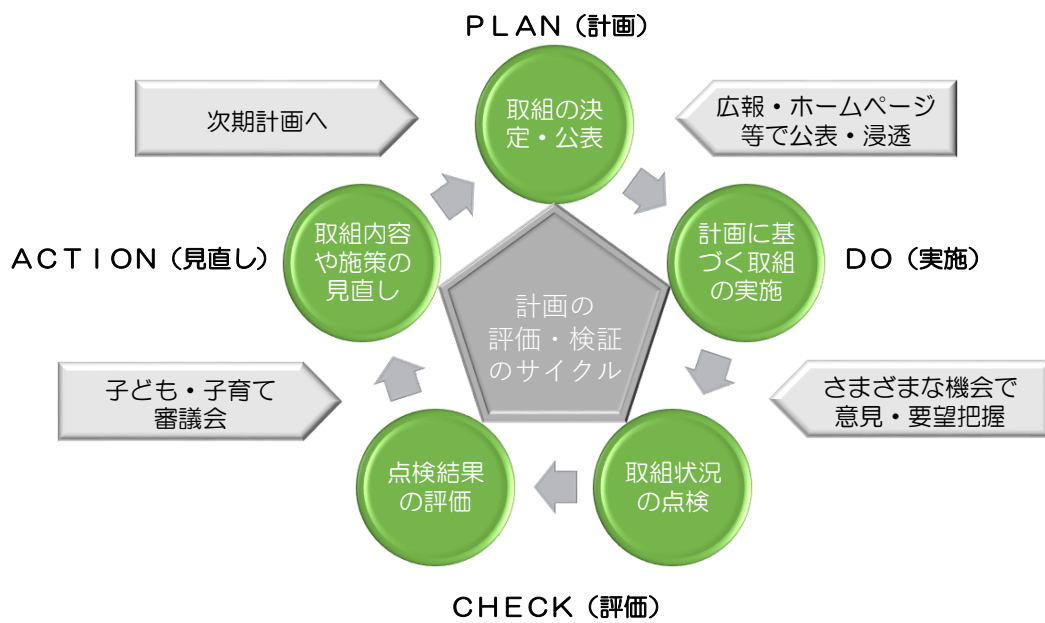 ＰＬＡＮ（計画）
取組の決
定・公表
次期計画へ
広報・ホームページ
等で公表・浸透
ＡＣＴＩＯＮ（見直し）
取組内容
や施策の
見直し
計画に基
づく取組
の実施
ＤＯ（実施）
計画の
評価・検証
のサイクル
子ども・子育て
審議会
さまざまな機会で
意見・要望把握
点検結果
の評価
取組状況
の点検
ＣＨＥＣＫ（評価）